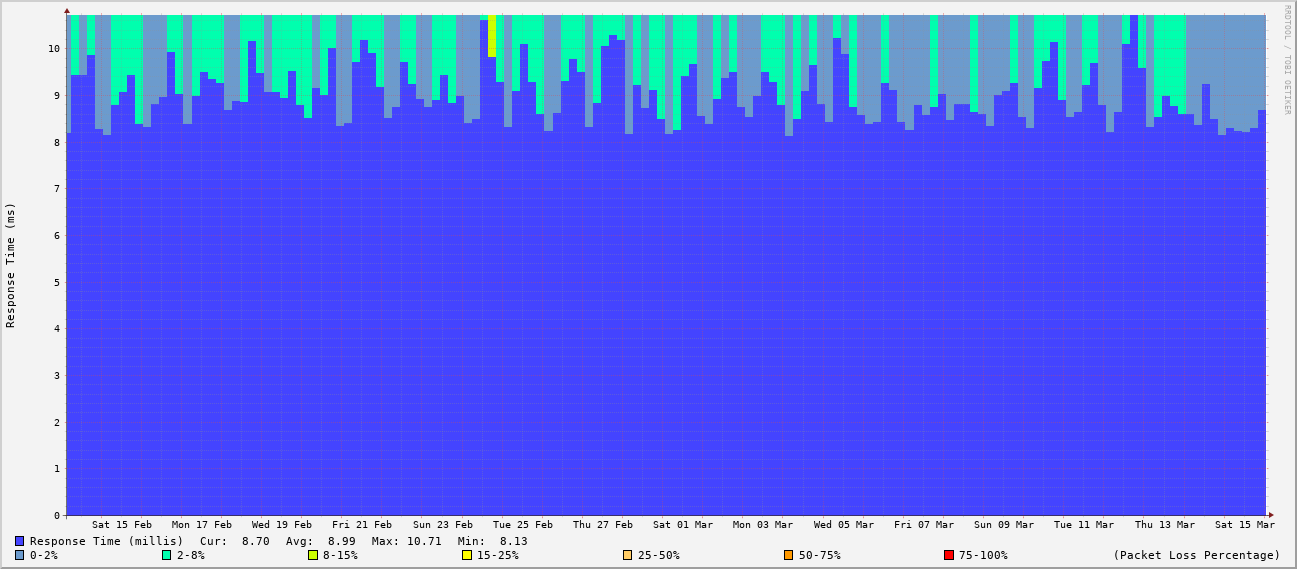 RRDTOOL / TOBI OETIKER
Response Time (ms)
10
9
8
7
6
5
4
3
2
1
0
Sat 15 Feb Mon 17 Feb Wed 19 Feb Fri 21 Feb Sun 23 Feb Tue 25 Feb Thu 27 Feb Sat 01 Mar Mon 03 Mar Wed 05 Mar Fri 07 Mar Sun 09 Mar Tue 11 Mar Thu 13 Mar Sat 15 Mar
Response Time (millis) Cur: 8.70 Avg: 8.99 Max: 10.71 Min: 8.13
0-2% 2-8% 8-15% 15-25% 25-50% 50-75% 75-100% (Packet Loss Percentage)